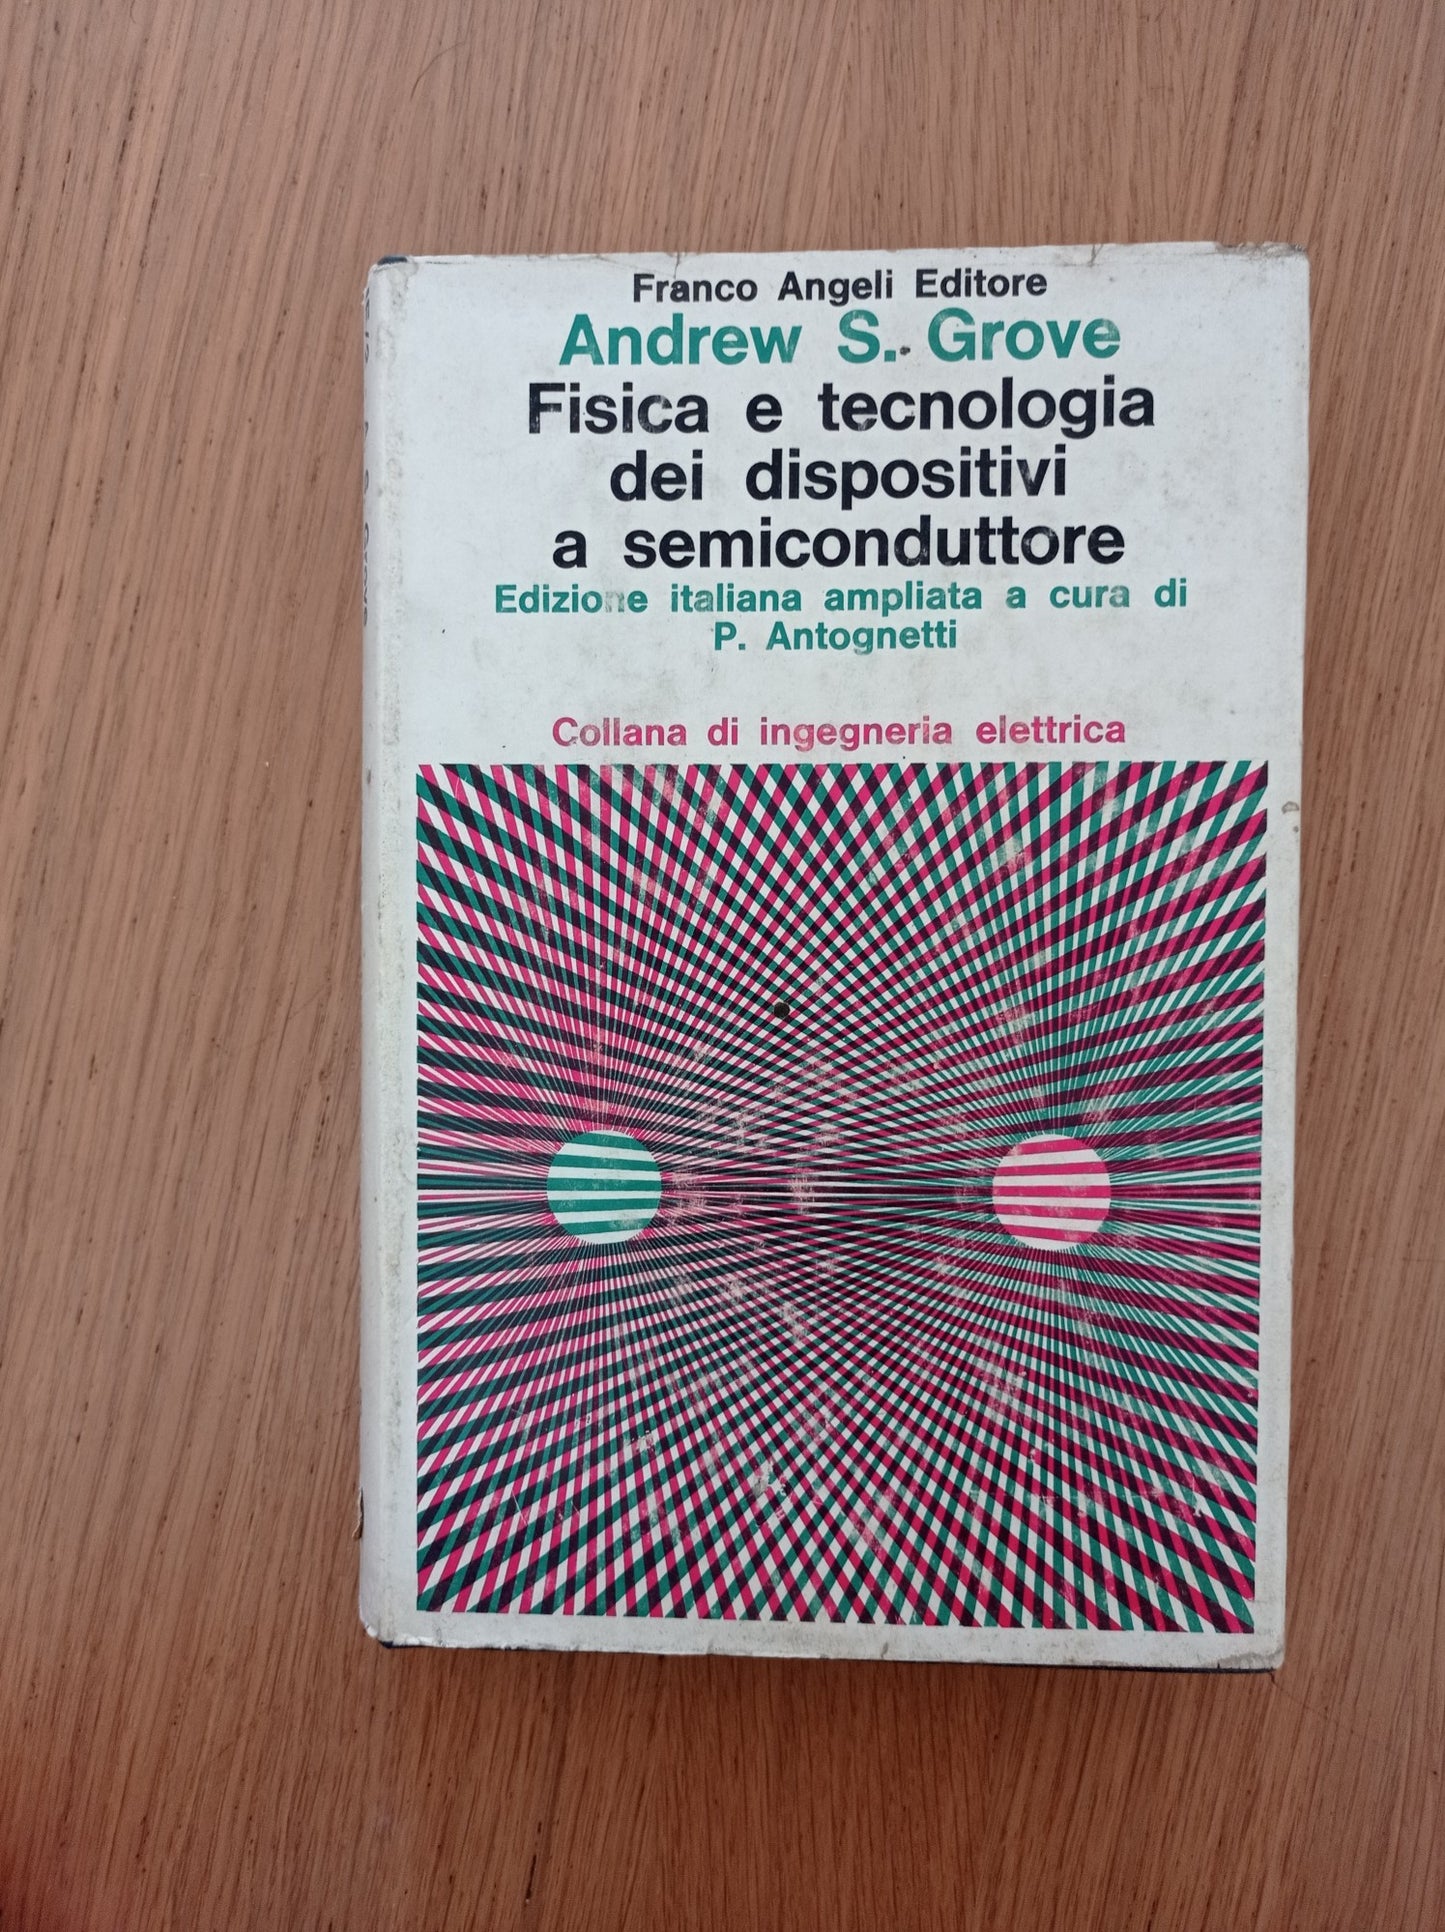 Franco Angeli Editore
Andrew S. Grove
Fisica e tecnologia
dei dispositivi
a semiconduttore
Edizione italiana ampliata a cura di
P. Antognetti
Collana di ingegneria elettrica